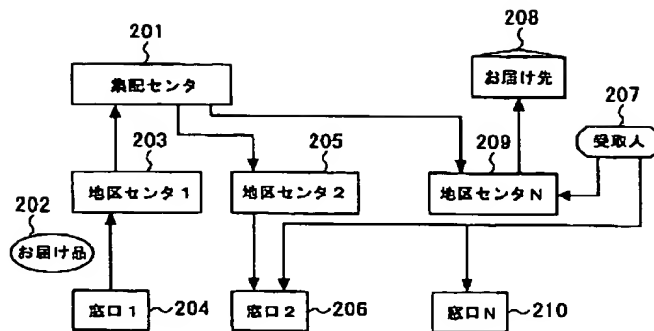 201
集配センタ
208
お届け先
207
受取人
203
地区センタ1
205
地区センタ2
209
地区センタN
202
お届け品
窓口1
204
窓口2
206
窓口N
210